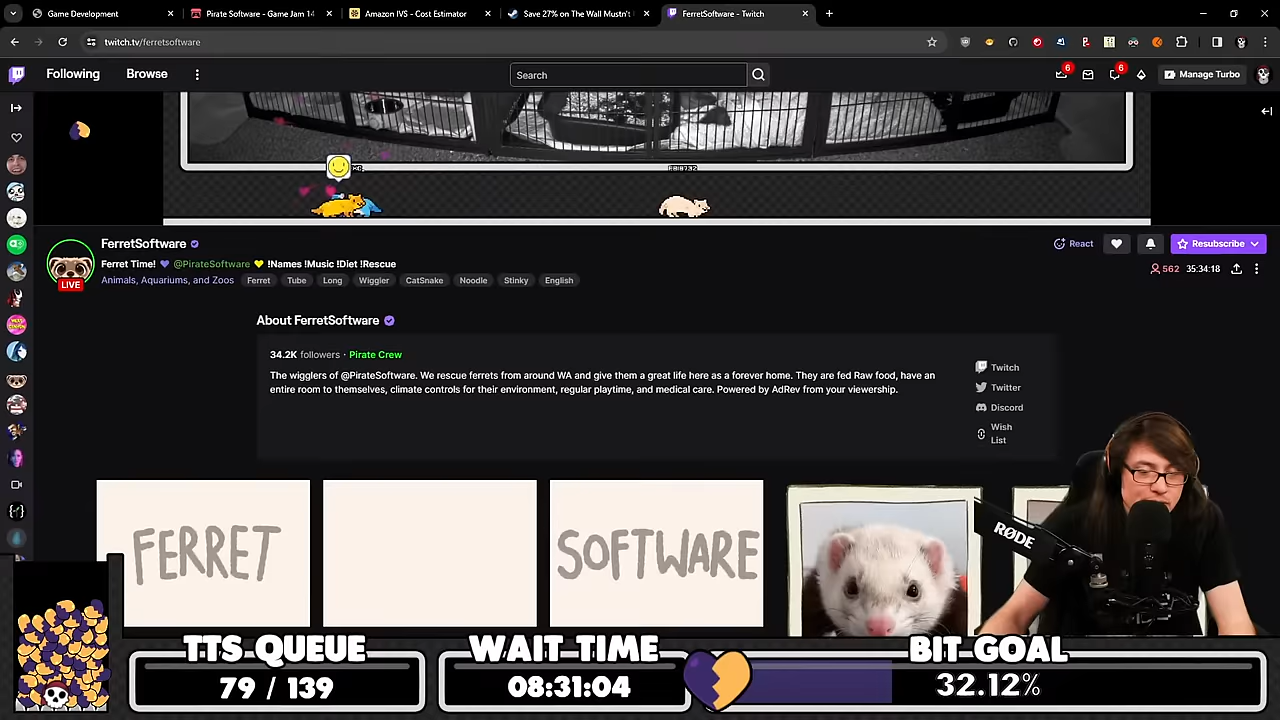 Game Development
Pirate Software - Game Jam 14
Amazon IVS - Cost Estimator
Save 27% on The Wall Mustn't
FerretSoftware - Twitch
twitch.tv/ferretsoftware
Following
Browse
Search
6
6
Manage Turbo
FerretSoftware
Ferret Time! 💜 @PirateSoftware 💛 !Names !Music !Diet !Rescue
Animals, Aquariums, and Zoos
Ferret
Tube
Long
Wiggler
CatSnake
Noodle
Stinky
English
LIVE
React
Resubscribe
562
35:34:18
About FerretSoftware
34.2K followers · Pirate Crew
The wigglers of @PirateSoftware. We rescue ferrets from around WA and give them a great life here as a forever home. They are fed Raw food, have an
entire room to themselves, climate controls for their environment, regular playtime, and medical care. Powered by AdRev from your viewership.
Twitch
Twitter
Discord
Wish
List
FERRET
SOFTWARE
RØDE
TTS QUEUE
79 / 139
WAIT TIME
08:31:04
BIT GOAL
32.12%